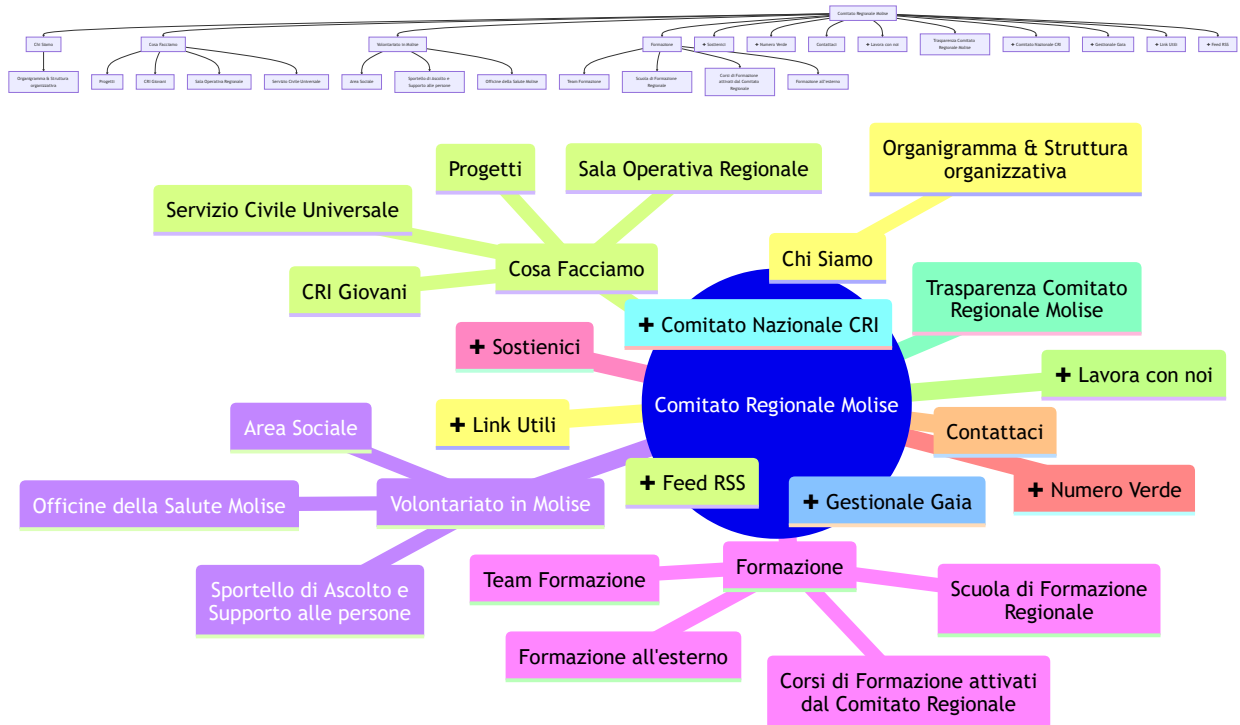 Comitato Regionale Molise
Chi Siamo
Cosa Facciamo
Volontariato in Molise
Formazione
✚ Sostienici
✚ Numero Verde
Contattaci
✚ Lavora con noi
Trasparenza Comitato
Regionale Molise
✚ Comitato Nazionale CRI
✚ Gestionale Gaia
✚ Link Utili
✚ Feed RSS
Organigramma & Struttura
organizzativa
Progetti
CRI Giovani
Sala Operativa Regionale
Servizio Civile Universale
Area Sociale
Sportello di Ascolto e
Supporto alle persone
Officine della Salute Molise
Team Formazione
Scuola di Formazione
Regionale
Corsi di Formazione
attivati dal Comitato
Regionale
Formazione all'esterno
Organigramma & Struttura
organizzativa
Progetti
Sala Operativa Regionale
Servizio Civile Universale
Chi Siamo
Cosa Facciamo
CRI Giovani
Trasparenza Comitato
Regionale Molise
✚ Comitato Nazionale CRI
✚ Sostienici
✚ Lavora con noi
Comitato Regionale Molise
✚ Link Utili
Area Sociale
Contattaci
✚ Feed RSS
✚ Numero Verde
Officine della Salute Molise
Volontariato in Molise
✚ Gestionale Gaia
Formazione
Team Formazione
Scuola di Formazione
Regionale
Sportello di Ascolto e
Supporto alle persone
Formazione all'esterno
Corsi di Formazione attivati
dal Comitato Regionale